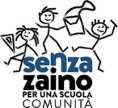 senza
zaino
PER UNA SCUOLA
COMUNITÀ